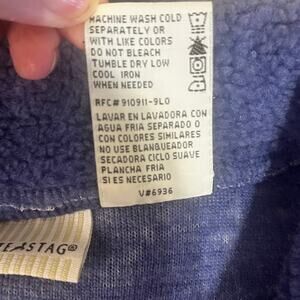 MACHINE WASH COLD
SEPARATELY OR
WITH LIKE COLORS
DO NOT BLEACH
TUMBLE DRY LOW
COOL IRON
WHEN NEEDED
RFC# 910911-9L0
LAVAR EN LAVADORA CON
AGUA FRIA SEPARADO O
CON COLORES SIMILARES
NO USE BLANQUEADOR
SECADORA CICLO SUAVE
PLANCHA FRIA
SI ES NECESARIO
V#6936
STAG®